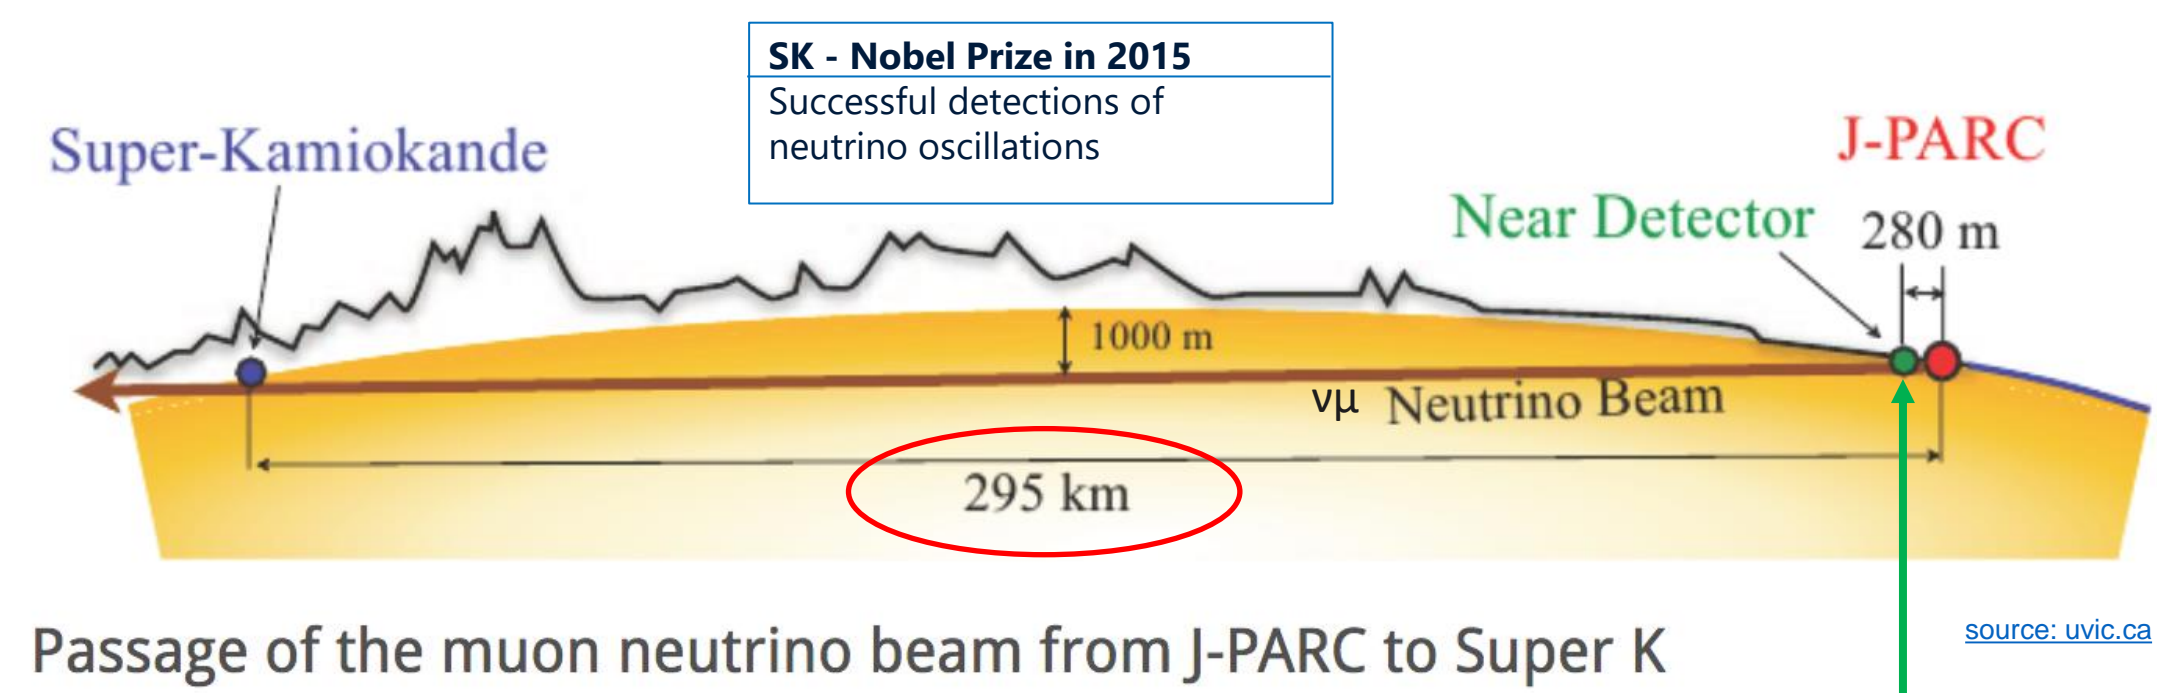 SK - Nobel Prize in 2015
Successful detections of
neutrino oscillations
Super-Kamiokande
J-PARC
Near Detector
280 m
1000 m
νμ Neutrino Beam
295 km
Passage of the muon neutrino beam from J-PARC to Super K
source: uvic.ca